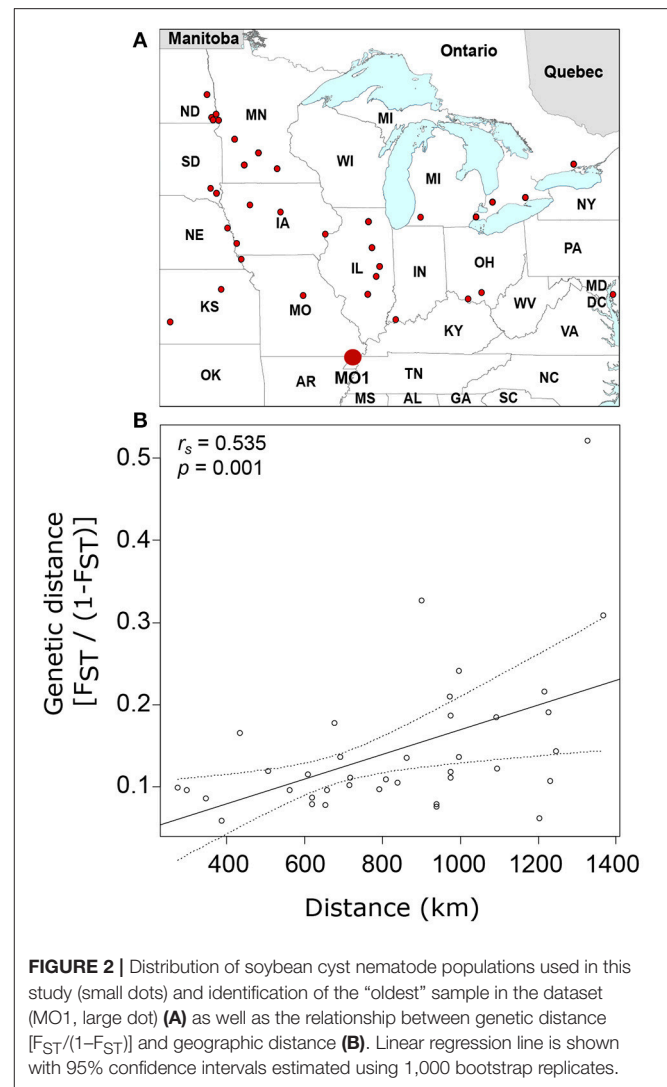 A
Manitoba
Ontario
Quebec
ND
MN
MI
SD
WI
MI
NY
IA
NE
PA
IL
IN
OH
MD
DC
KS
MO
WV
VA
KY
OK
AR
MO1
TN
NC
MS
AL
GA
SC
B
r_s = 0.535
p = 0.001
0.5
0.4
0.3
0.2
0.1
Genetic distance
[F_ST / (1-F_ST)]
400
600
800
1000
1200
1400
Distance (km)
FIGURE 2 | Distribution of soybean cyst nematode populations used in this
study (small dots) and identification of the “oldest” sample in the dataset
(MO1, large dot) (A) as well as the relationship between genetic distance
[F_ST/(1–F_ST)] and geographic distance (B). Linear regression line is shown
with 95% confidence intervals estimated using 1,000 bootstrap replicates.